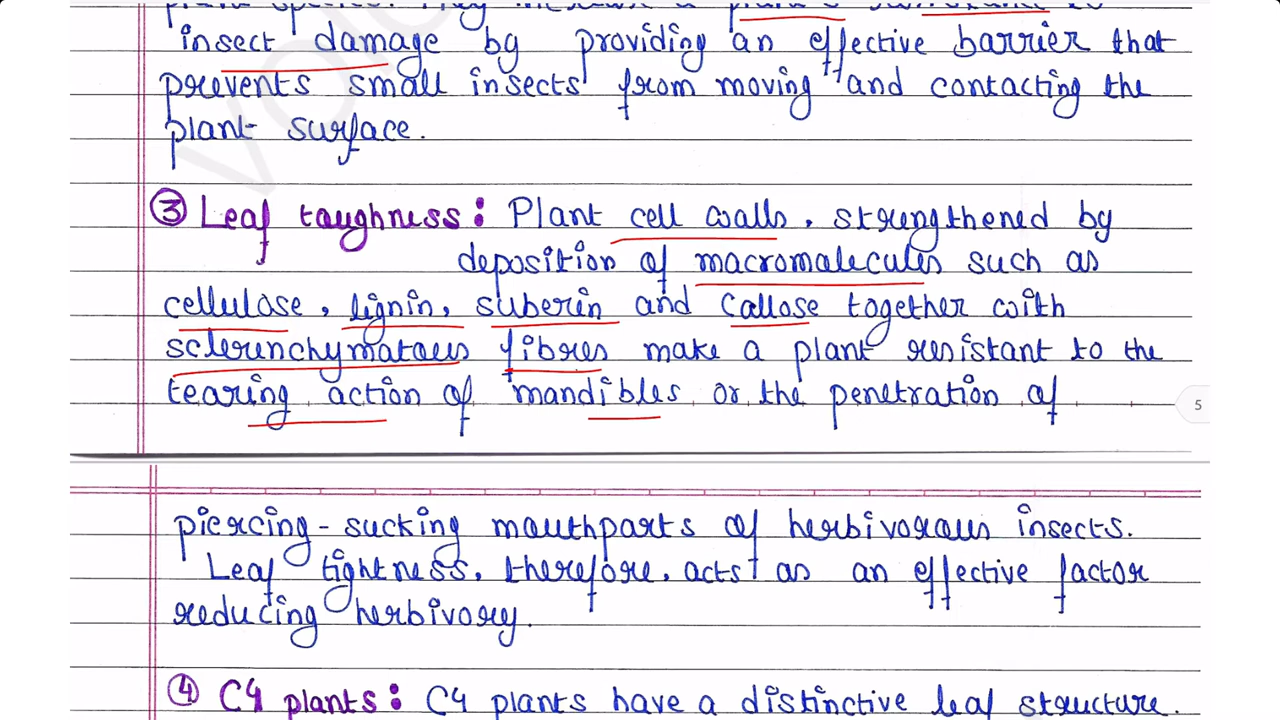 insect damage by providing an effective barrier that
prevents small insects from moving and contacting the
plant surface.
③ Leaf toughness: Plant cell walls, strengthened by
deposition of macromolecules such as
cellulose, lignin, suberin and callose together with
sclerenchymatous fibres make a plant resistant to the
tearing action of mandibles or the penetration of
5
piercing-sucking mouthparts of herbivorous insects.
Leaf tightness, therefore, acts as an effective factor
reducing herbivory.
④ C4 plants: C4 plants have a distinctive leaf structure.